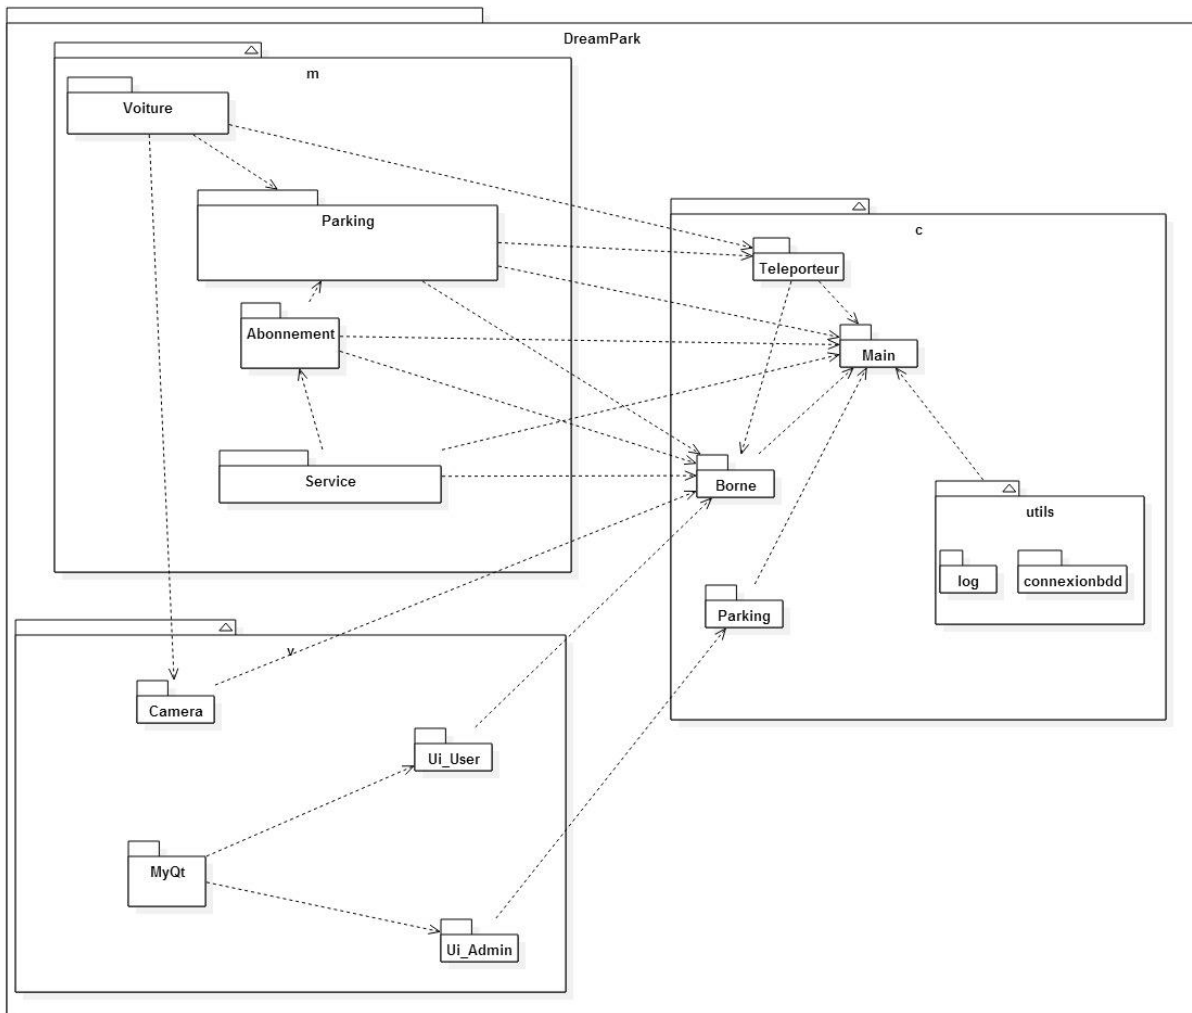 DreamPark
m
Voiture
Parking
Abonnement
Service
c
Teleporteur
Main
Borne
utils
log
connexionbdd
Parking
v
Camera
Ui_User
MyQt
Ui_Admin